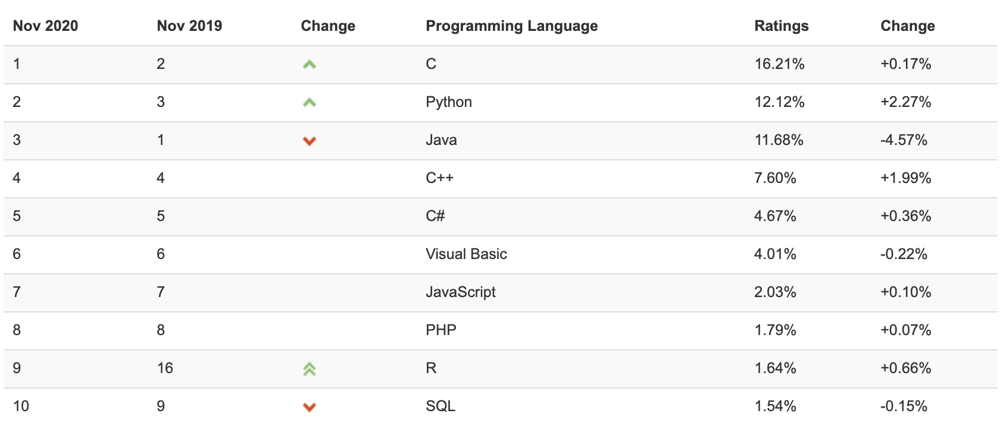 Nov 2020 Nov 2019 Change Programming Language Ratings Change
1 2 C 16.21% +0.17%
2 3 Python 12.12% +2.27%
3 1 Java 11.68% -4.57%
4 4 C++ 7.60% +1.99%
5 5 C# 4.67% +0.36%
6 6 Visual Basic 4.01% -0.22%
7 7 JavaScript 2.03% +0.10%
8 8 PHP 1.79% +0.07%
9 16 R 1.64% +0.66%
10 9 SQL 1.54% -0.15%